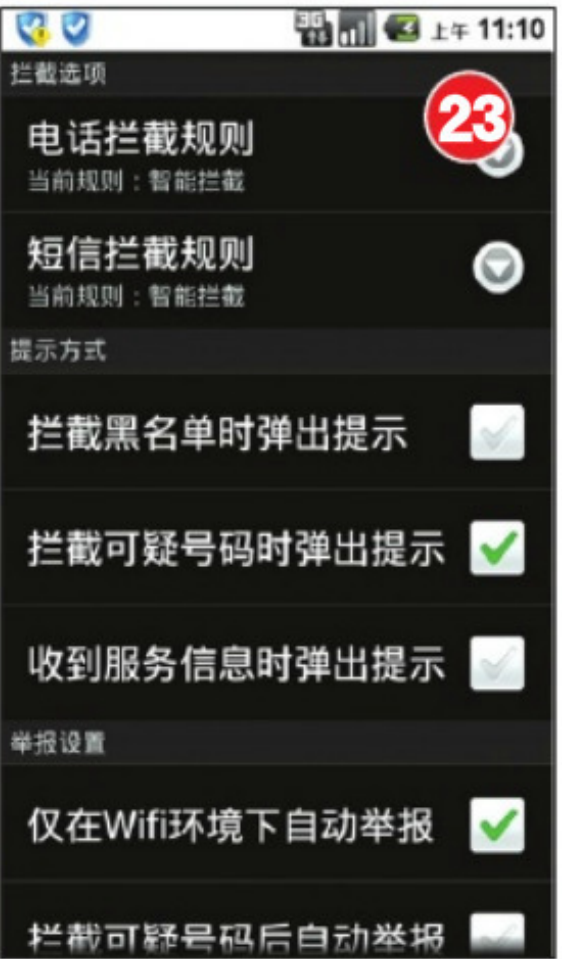 3G
上午 11:10
拦截选项
23
电话拦截规则
当前规则：智能拦截
短信拦截规则
当前规则：智能拦截
提示方式
拦截黑名单时弹出提示
拦截可疑号码时弹出提示
收到服务信息时弹出提示
举报设置
仅在Wifi环境下自动举报
拦截可疑号码后自动举报